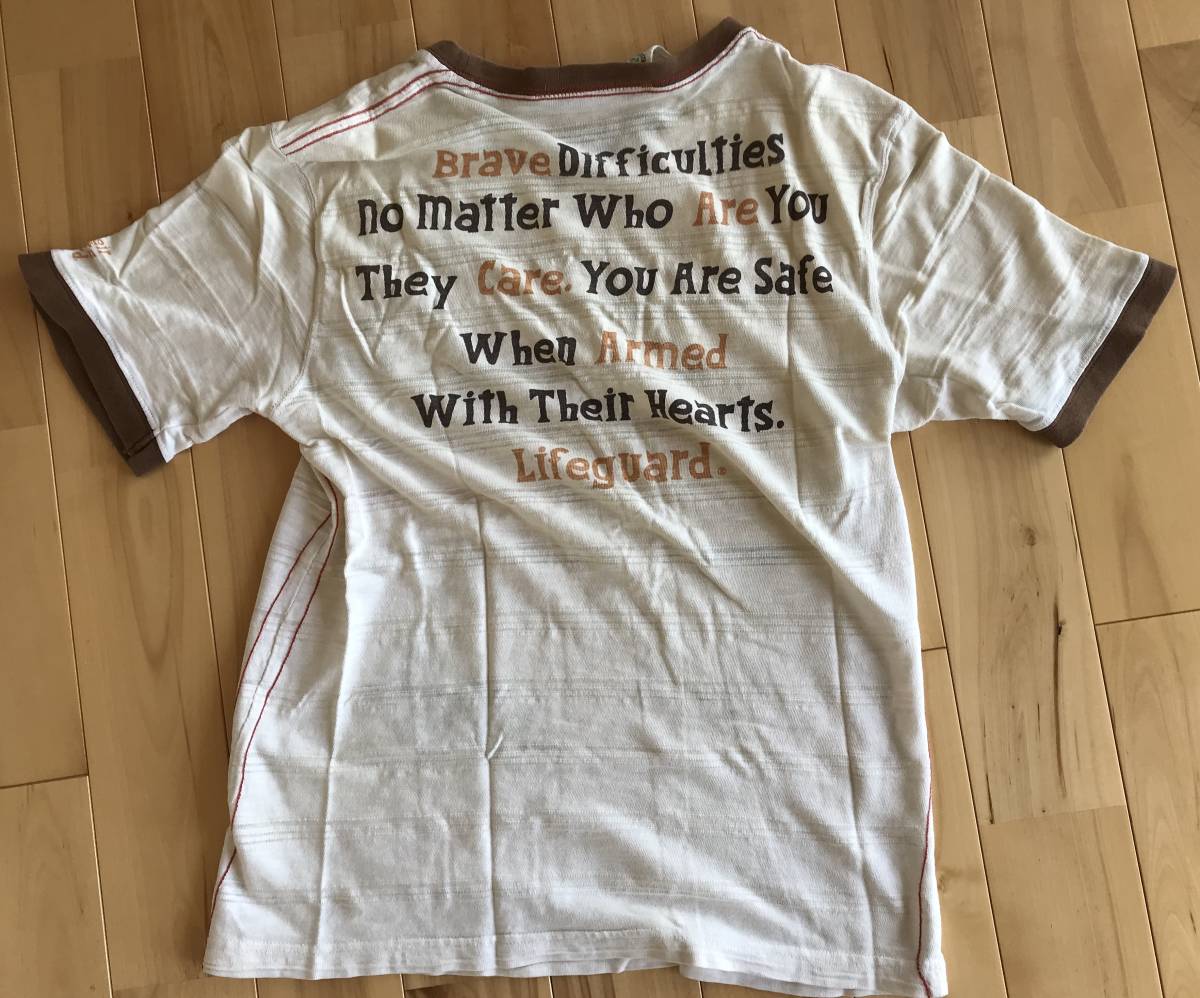 Brave Difficulties
no matter Who Are You
They Care. You Are Safe
When Armed
With Their Hearts.
Lifeguard.